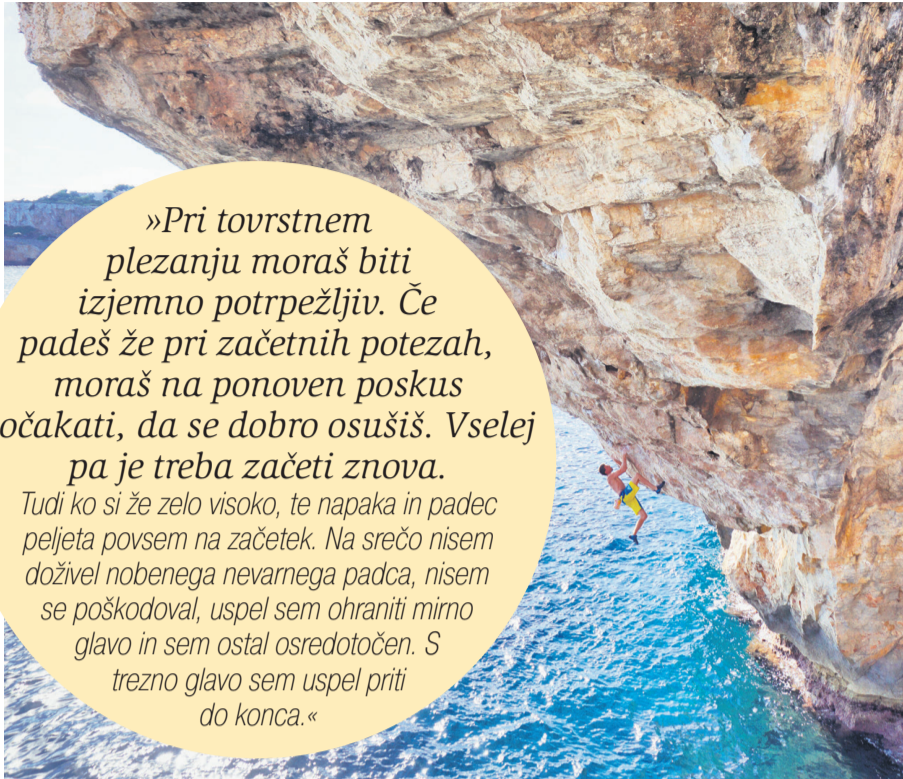 »Pri tovrstnem
plezanju moraš biti
izjemno potrpežljiv. Če
padeš že pri začetnih potezah,
moraš na ponoven poskus
očakati, da se dobro osušiš. Vselej
pa je treba začeti znova.
Tudi ko si že zelo visoko, te napaka in padec
peljeta povsem na začetek. Na srečo nisem
doživel nobenega nevarnega padca, nisem
se poškodoval, uspel sem ohraniti mirno
glavo in sem ostal osredotočen. S
trezno glavo sem uspel priti
do konca.«